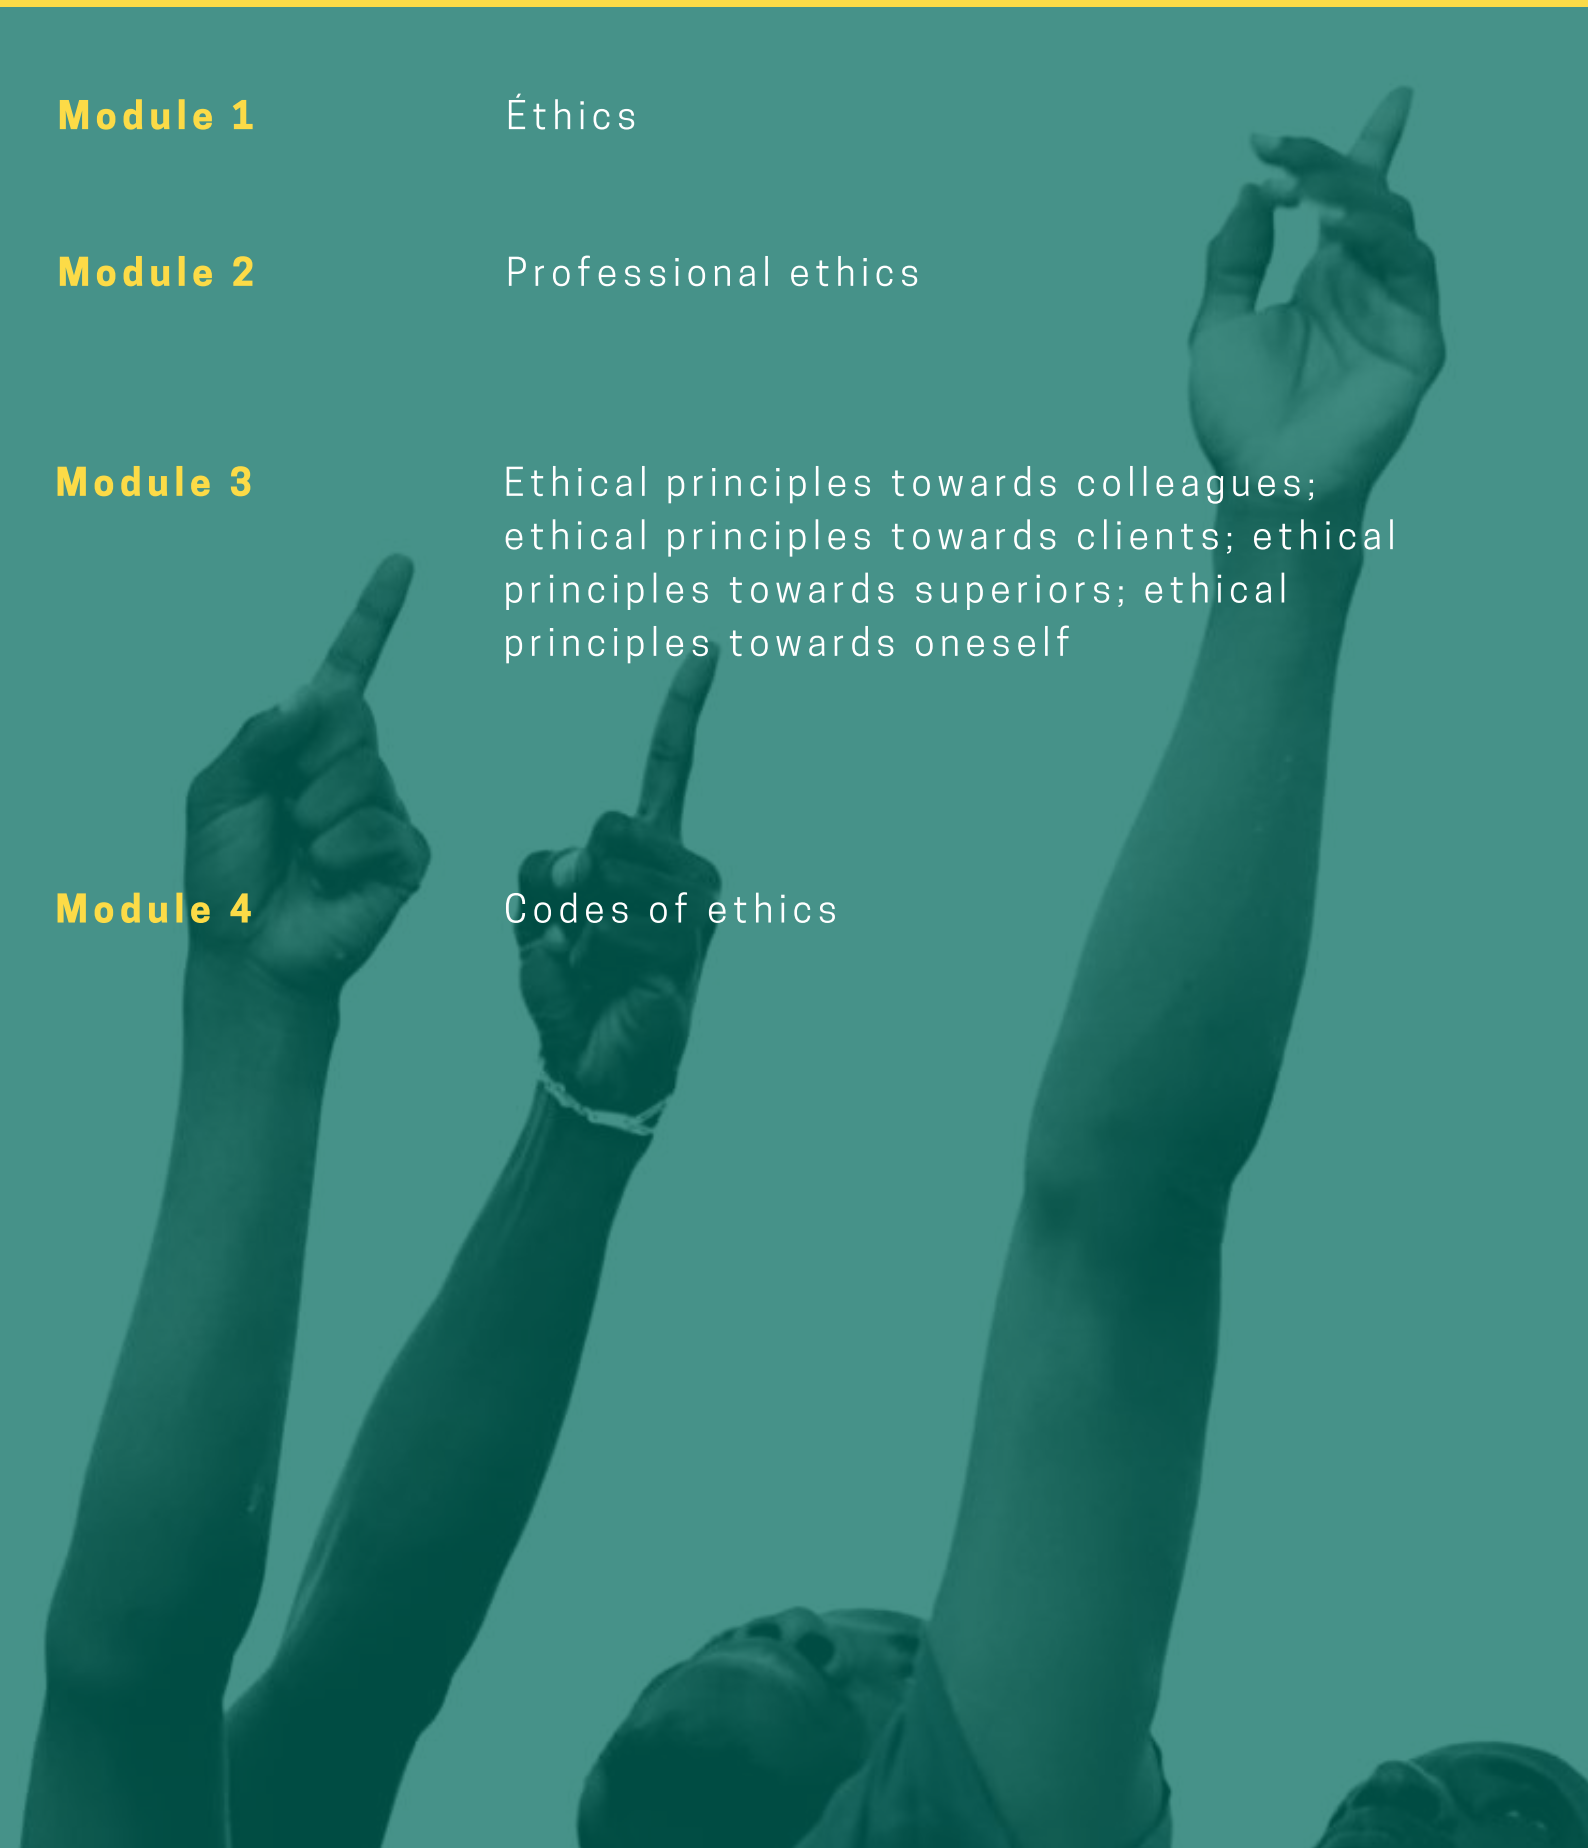 Module 1 Éthics
Module 2 Professional ethics
Module 3 Ethical principles towards colleagues;
ethical principles towards clients; ethical
principles towards superiors; ethical
principles towards oneself
Module 4 Codes of ethics